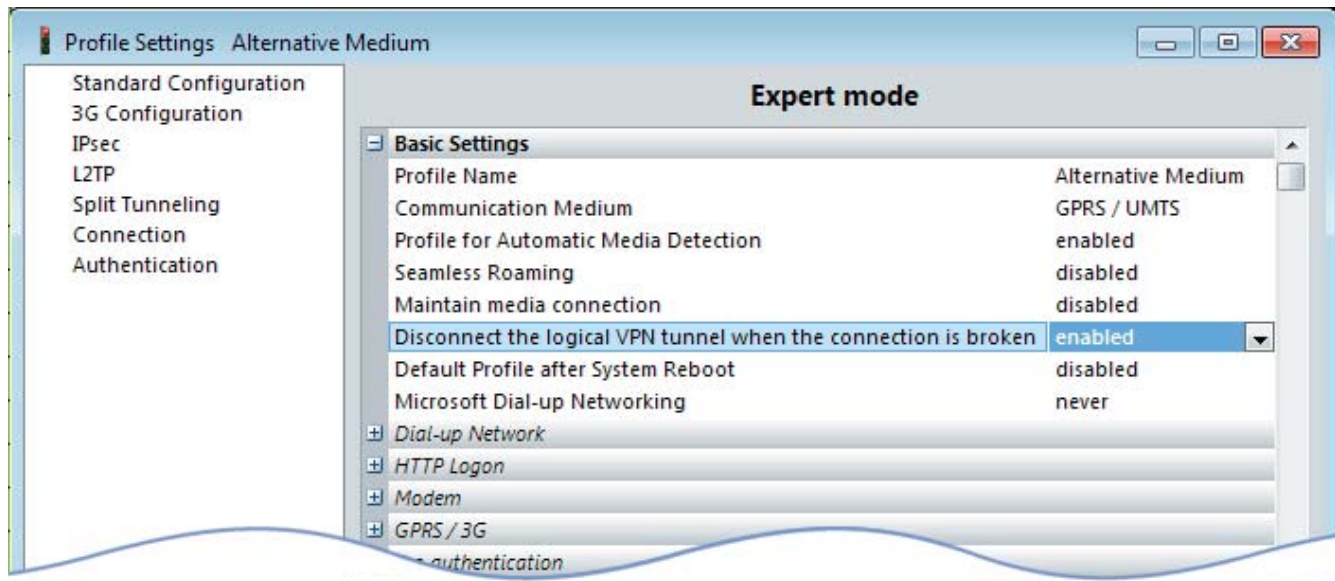 Profile Settings Alternative Medium
Standard Configuration
3G Configuration
IPsec
L2TP
Split Tunneling
Connection
Authentication
Expert mode
Basic Settings
Profile Name Alternative Medium
Communication Medium GPRS / UMTS
Profile for Automatic Media Detection enabled
Seamless Roaming disabled
Maintain media connection disabled
Disconnect the logical VPN tunnel when the connection is broken enabled
Default Profile after System Reboot disabled
Microsoft Dial-up Networking never
Dial-up Network
HTTP Logon
Modem
GPRS / 3G
authentication